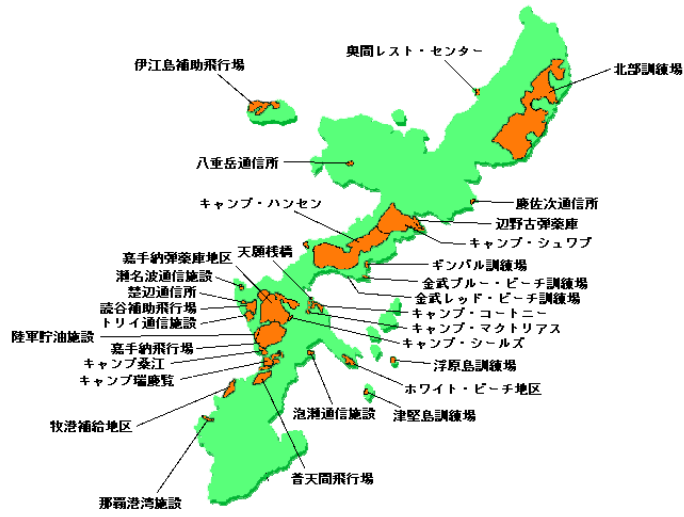 奥間レスト・センター
伊江島補助飛行場
北部訓練場
八重岳通信所
慶佐次通信所
キャンプ・ハンセン
辺野古弾薬庫
キャンプ・シュワブ
天願桟橋
嘉手納弾薬庫地区
ギンバル訓練場
瀬名波通信施設
金武ブルー・ビーチ訓練場
楚辺通信所
金武レッド・ビーチ訓練場
読谷補助飛行場
キャンプ・コートニー
トリイ通信施設
キャンプ・マクトリアス
陸軍貯油施設
キャンプ・シールズ
嘉手納飛行場
キャンプ桑江
浮原島訓練場
キャンプ瑞慶覧
ホワイト・ビーチ地区
泡瀬通信施設
津堅島訓練場
牧港補給地区
普天間飛行場
那覇港湾施設